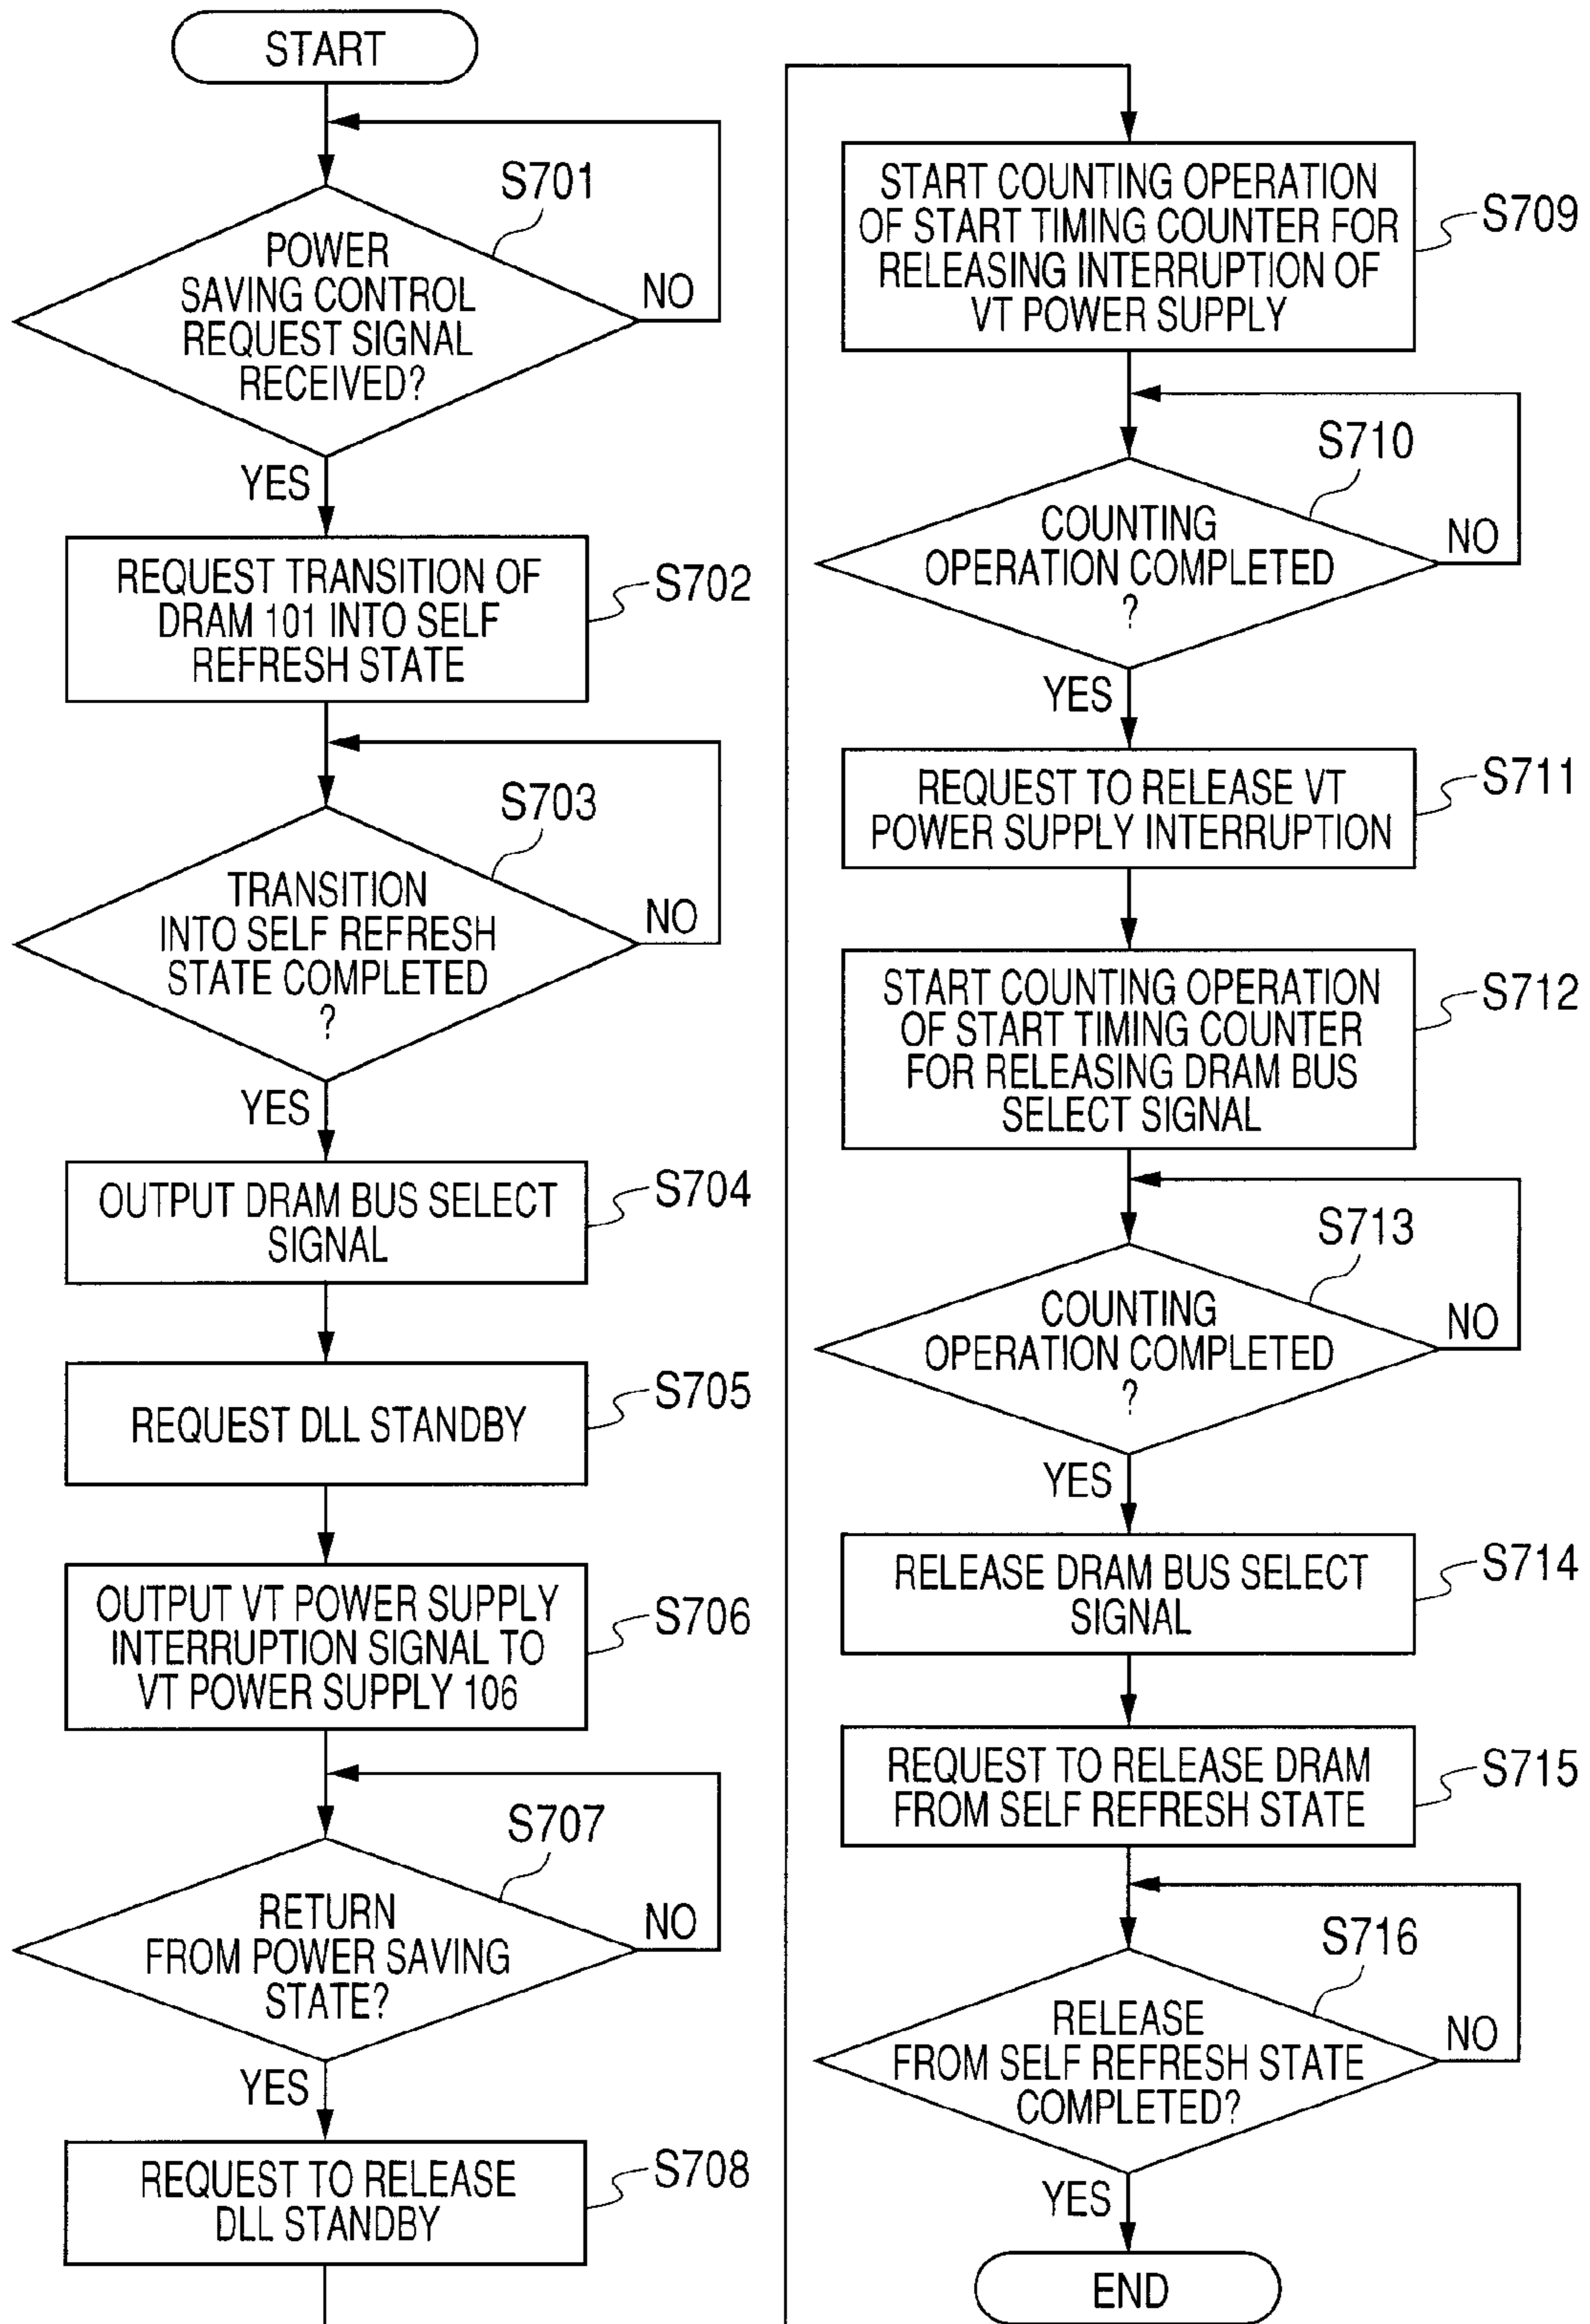 START
S701
POWER
SAVING CONTROL
REQUEST SIGNAL
RECEIVED?
NO
YES
REQUEST TRANSITION OF
DRAM 101 INTO SELF
REFRESH STATE
S702
S703
TRANSITION
INTO SELF REFRESH
STATE COMPLETED
?
NO
YES
OUTPUT DRAM BUS SELECT
SIGNAL
S704
REQUEST DLL STANDBY
S705
OUTPUT VT POWER SUPPLY
INTERRUPTION SIGNAL TO
VT POWER SUPPLY 106
S706
S707
RETURN
FROM POWER SAVING
STATE?
NO
YES
REQUEST TO RELEASE
DLL STANDBY
S708
START COUNTING OPERATION
OF START TIMING COUNTER FOR
RELEASING INTERRUPTION OF
VT POWER SUPPLY
S709
S710
COUNTING
OPERATION COMPLETED
?
NO
YES
REQUEST TO RELEASE VT
POWER SUPPLY INTERRUPTION
S711
START COUNTING OPERATION
OF START TIMING COUNTER
FOR RELEASING DRAM BUS
SELECT SIGNAL
S712
S713
COUNTING
OPERATION COMPLETED
?
NO
YES
RELEASE DRAM BUS SELECT
SIGNAL
S714
REQUEST TO RELEASE DRAM
FROM SELF REFRESH STATE
S715
S716
RELEASE
FROM SELF REFRESH STATE
COMPLETED?
NO
YES
END